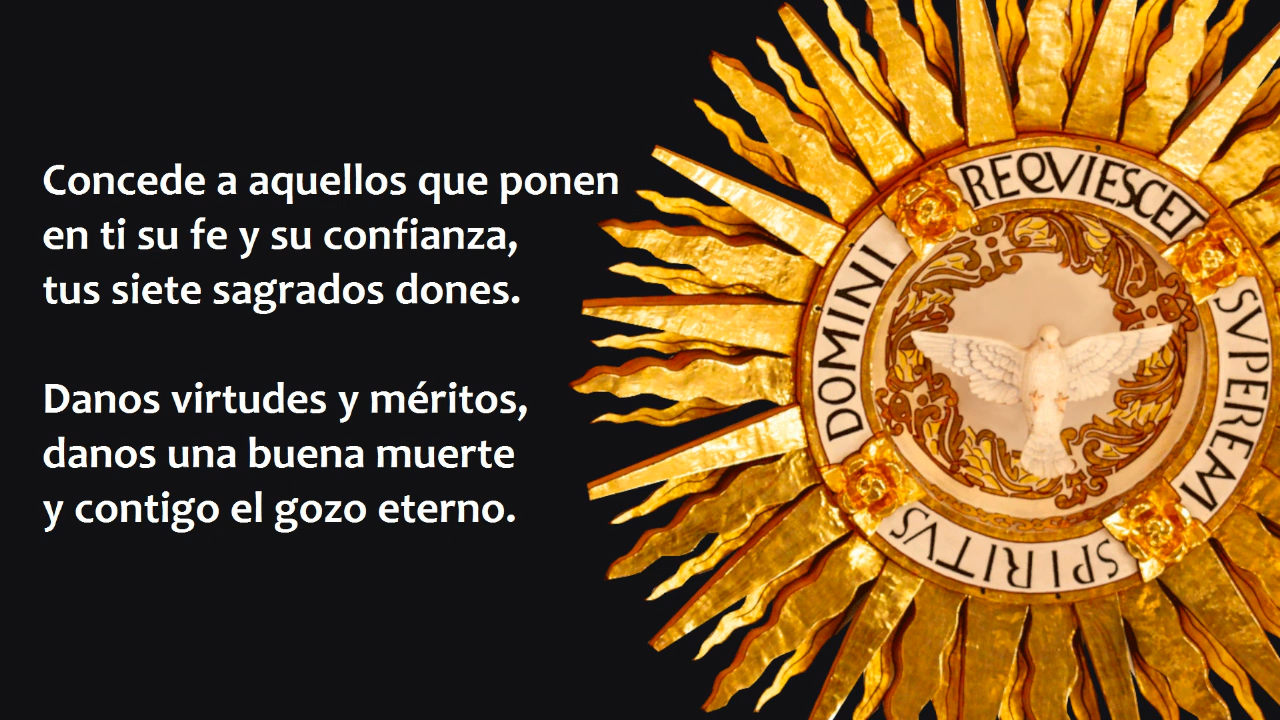 Concede a aquellos que ponen
en ti su fe y su confianza,
tus siete sagrados dones.
Danos virtudes y méritos,
danos una buena muerte
y contigo el gozo eterno.
REQVIESCET
SVPER EAM
SPIRITVS
DOMINI